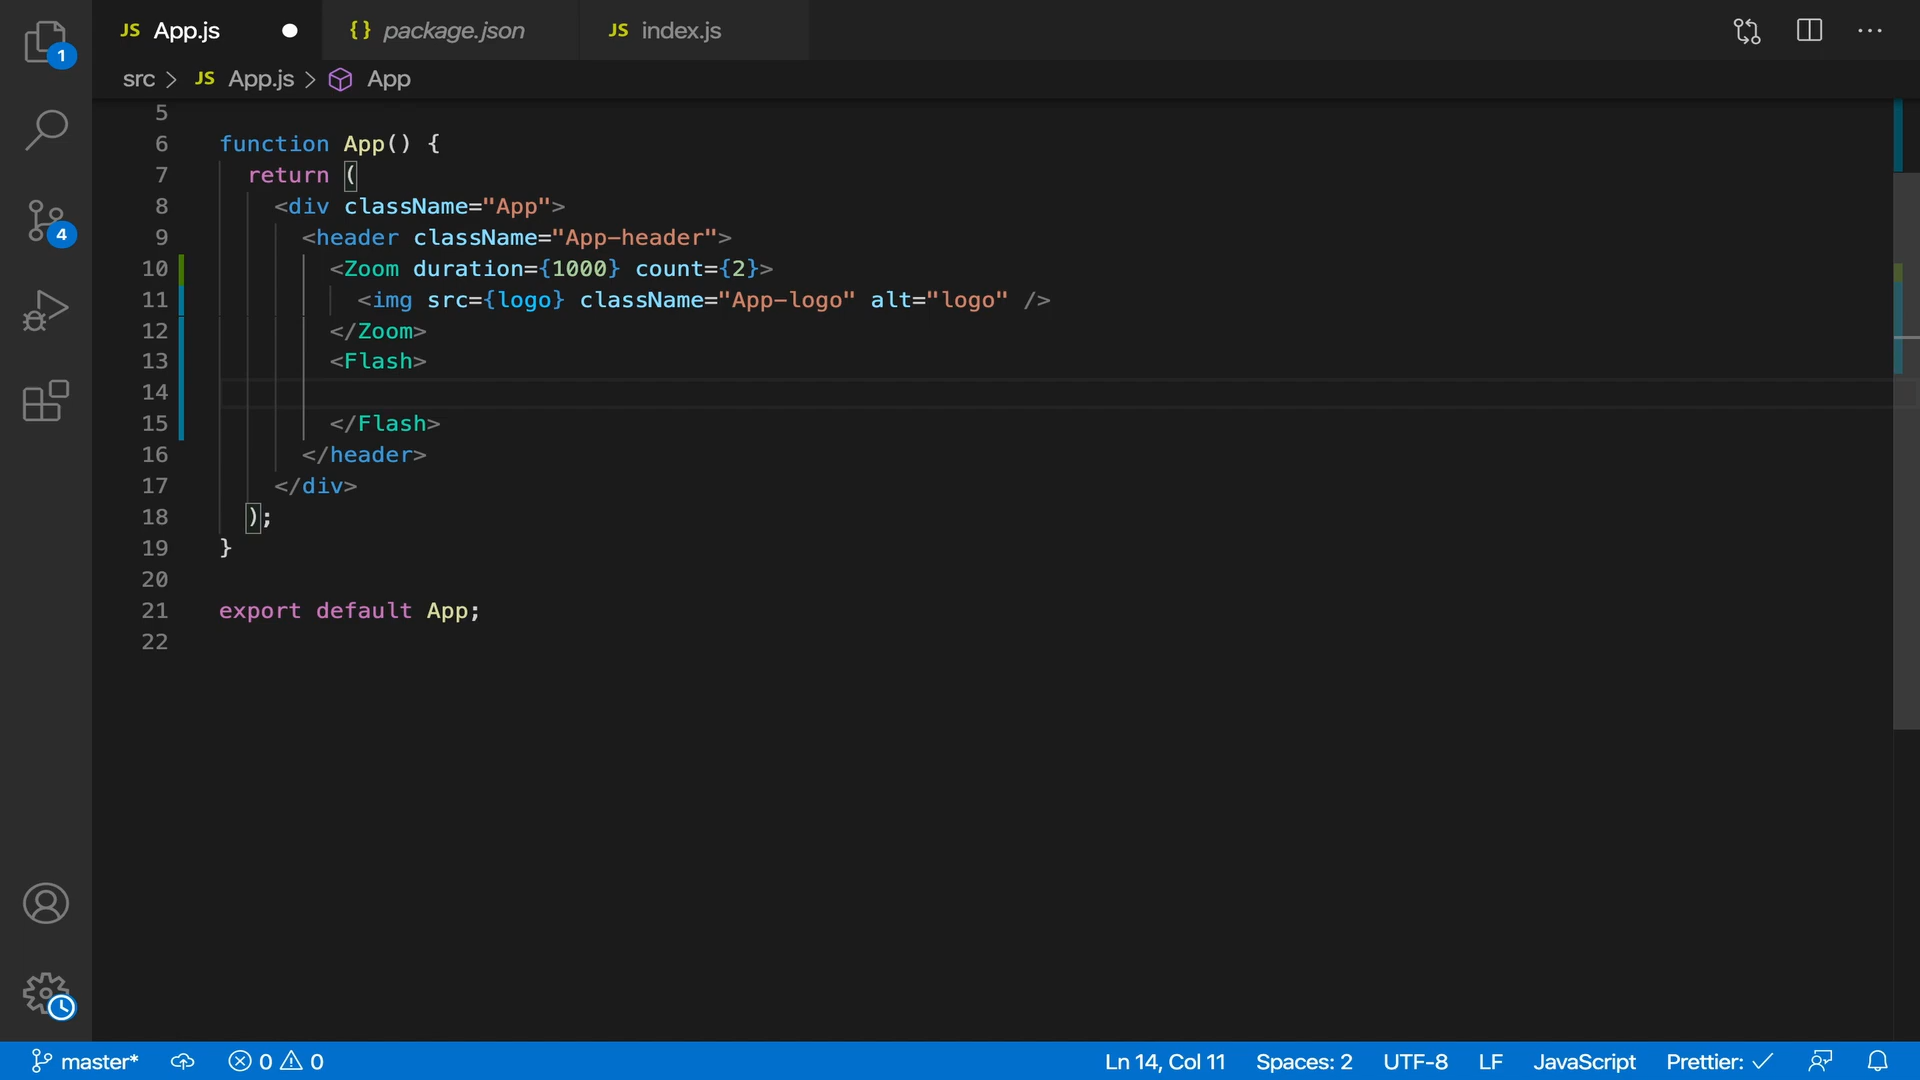 JS App.js ● {} package.json JS index.js
1
src > JS App.js > App
5
6 function App() {
7 return (
8 <div className="App">
9 <header className="App-header">
10 <Zoom duration={1000} count={2}>
11 <img src={logo} className="App-logo" alt="logo" />
12 </Zoom>
13 <Flash>
14
15 </Flash>
16 </header>
17 </div>
18 );
19 }
20
21 export default App;
22
4
master* 0 0 Ln 14, Col 11 Spaces: 2 UTF-8 LF JavaScript Prettier: ✓